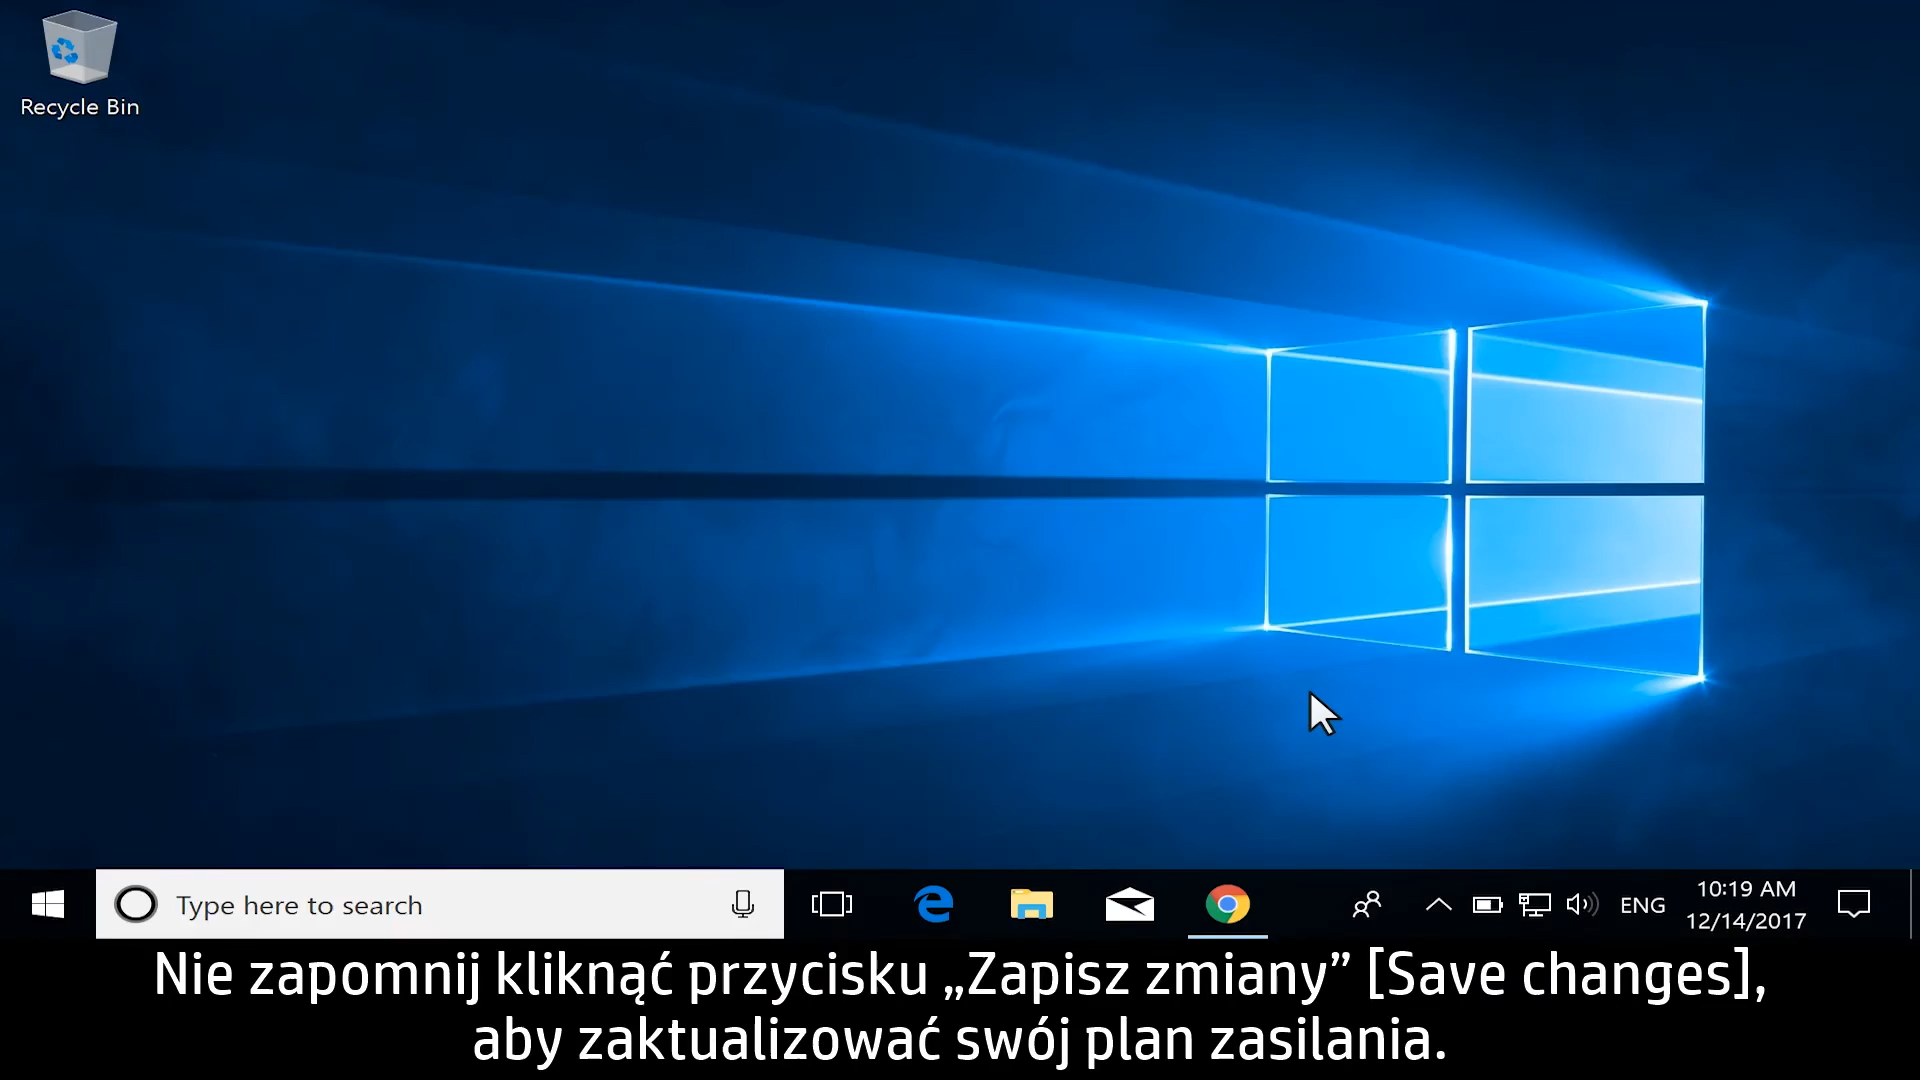 Recycle Bin
Type here to search
ENG
10:19 AM
12/14/2017
Nie zapomnij kliknąć przycisku „Zapisz zmiany” [Save changes],
aby zaktualizować swój plan zasilania.